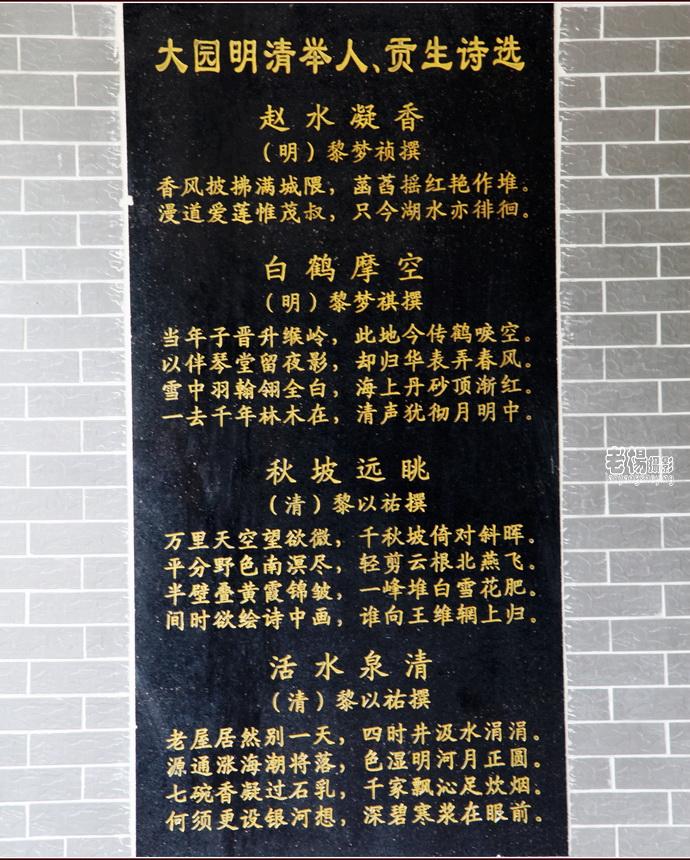 大园明清举人、贡生诗选
赵水凝香
（明）黎梦祯撰
香风披拂满城隈，菡萏摇红艳作堆。
漫道爱莲惟茂叔，只今湖水亦徘徊。
白鹤摩空
（明）黎梦祺撰
当年子晋升缑岭，此地今传鹤唳空。
以伴琴堂留夜影，却归华表弄春风。
雪中羽翰翎全白，海上丹砂顶渐红。
一去千年林木在，清声犹彻月明中。
秋坡远眺
（清）黎以祐撰
万里天空望欲微，千秋坡倚对斜晖。
平分野色南溟尽，轻剪云根北燕飞。
半壁叠黄霞锦皱，一峰堆白雪花肥。
间时欲绘诗中画，谁向王维辋上归。
活水泉清
（清）黎以祐撰
老屋居然别一天，四时井汲水涓涓。
源通涨海潮将落，色湿明河月正圆。
七碗香凝过石乳，千家飘沁足炊烟。
何须更设银河想，深碧寒浆在眼前。
老杨摄影